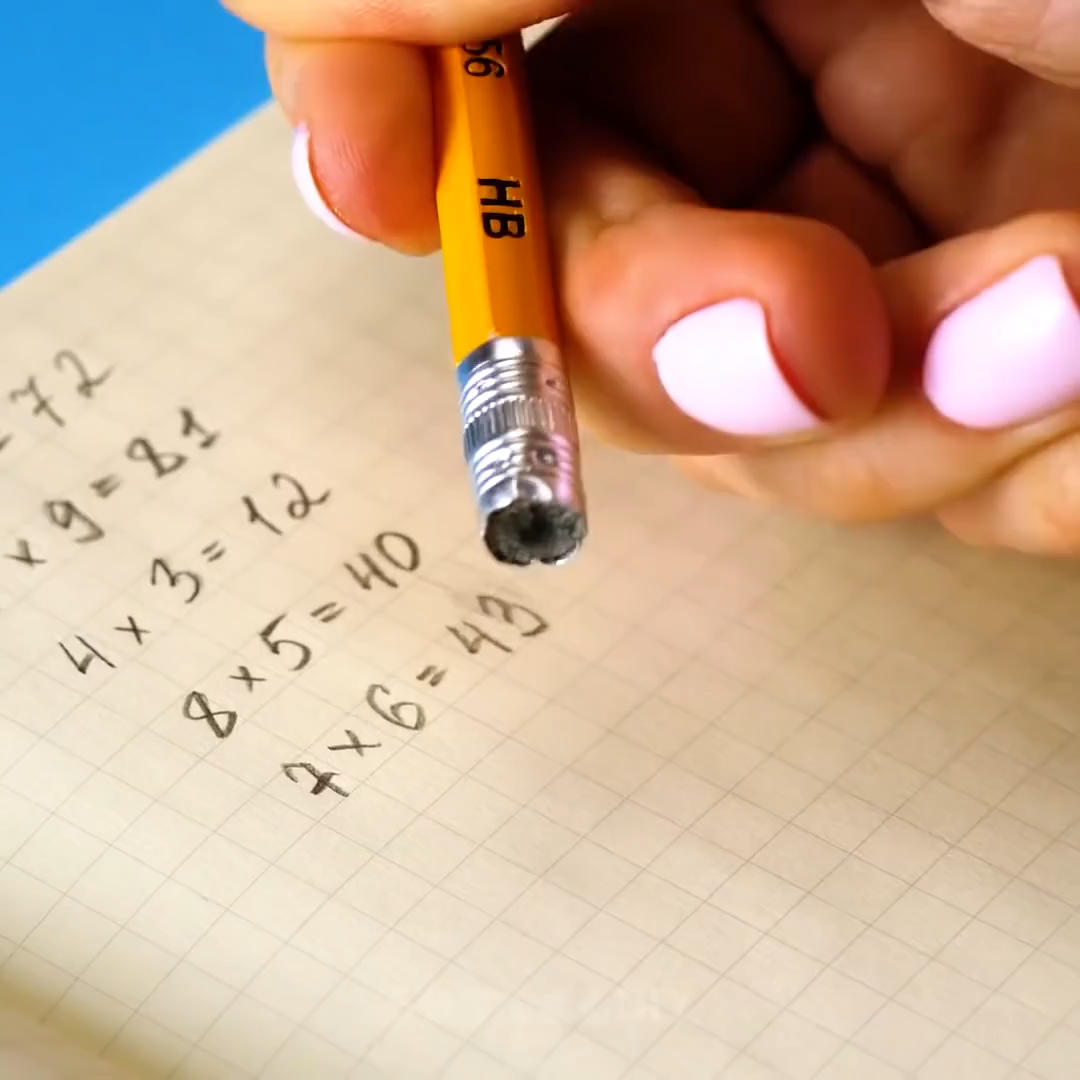 56 HB
= 72
x 9 = 81
4 x 3 = 12
8 x 5 = 40
7 x 6 = 43